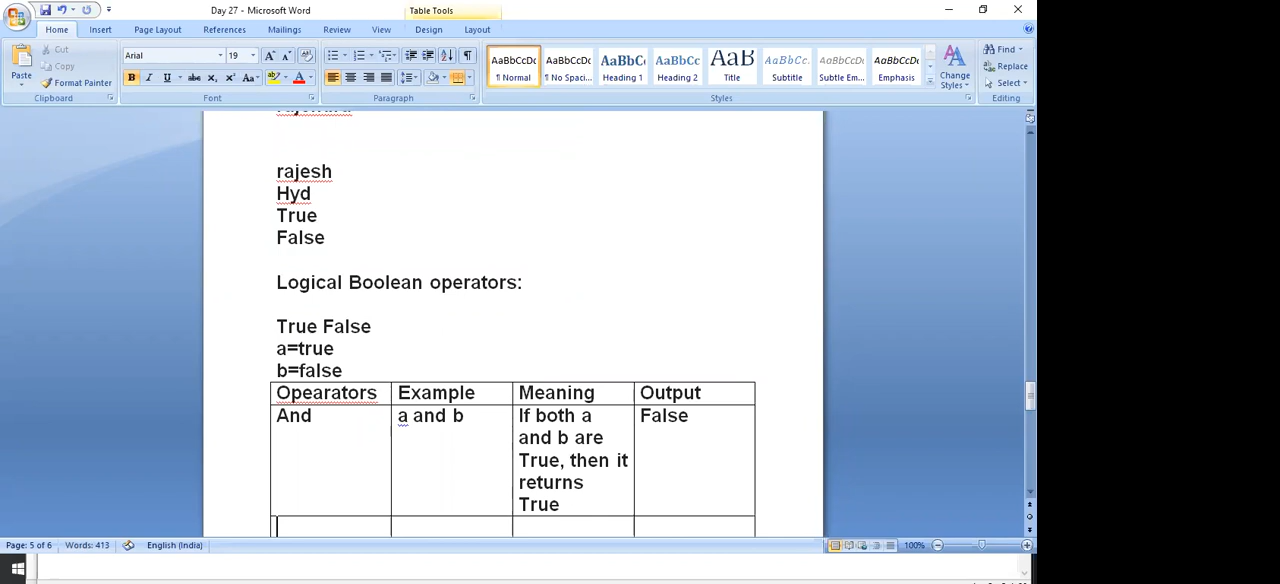 Day 27 - Microsoft Word
Table Tools
Home Insert Page Layout References Mailings Review View Design Layout
Paste
Cut
Copy
Format Painter
Clipboard
Arial 19
Font
Paragraph
AaBbCcDc AaBbCcDc AaBbC AaBbCc AaB AaBbCc. AaBbCcDc AaBbCcDc
¶ Normal ¶ No Spaci... Heading 1 Heading 2 Title Subtitle Subtle Em... Emphasis
Change Styles
Styles
Find
Replace
Select
Editing
rajesh
Hyd
True
False
Logical Boolean operators:
True False
a=true
b=false
Opearators Example Meaning Output
And a and b If both a False
and b are
True, then it
returns
True
Page: 5 of 6 Words: 413 English (India) 100%